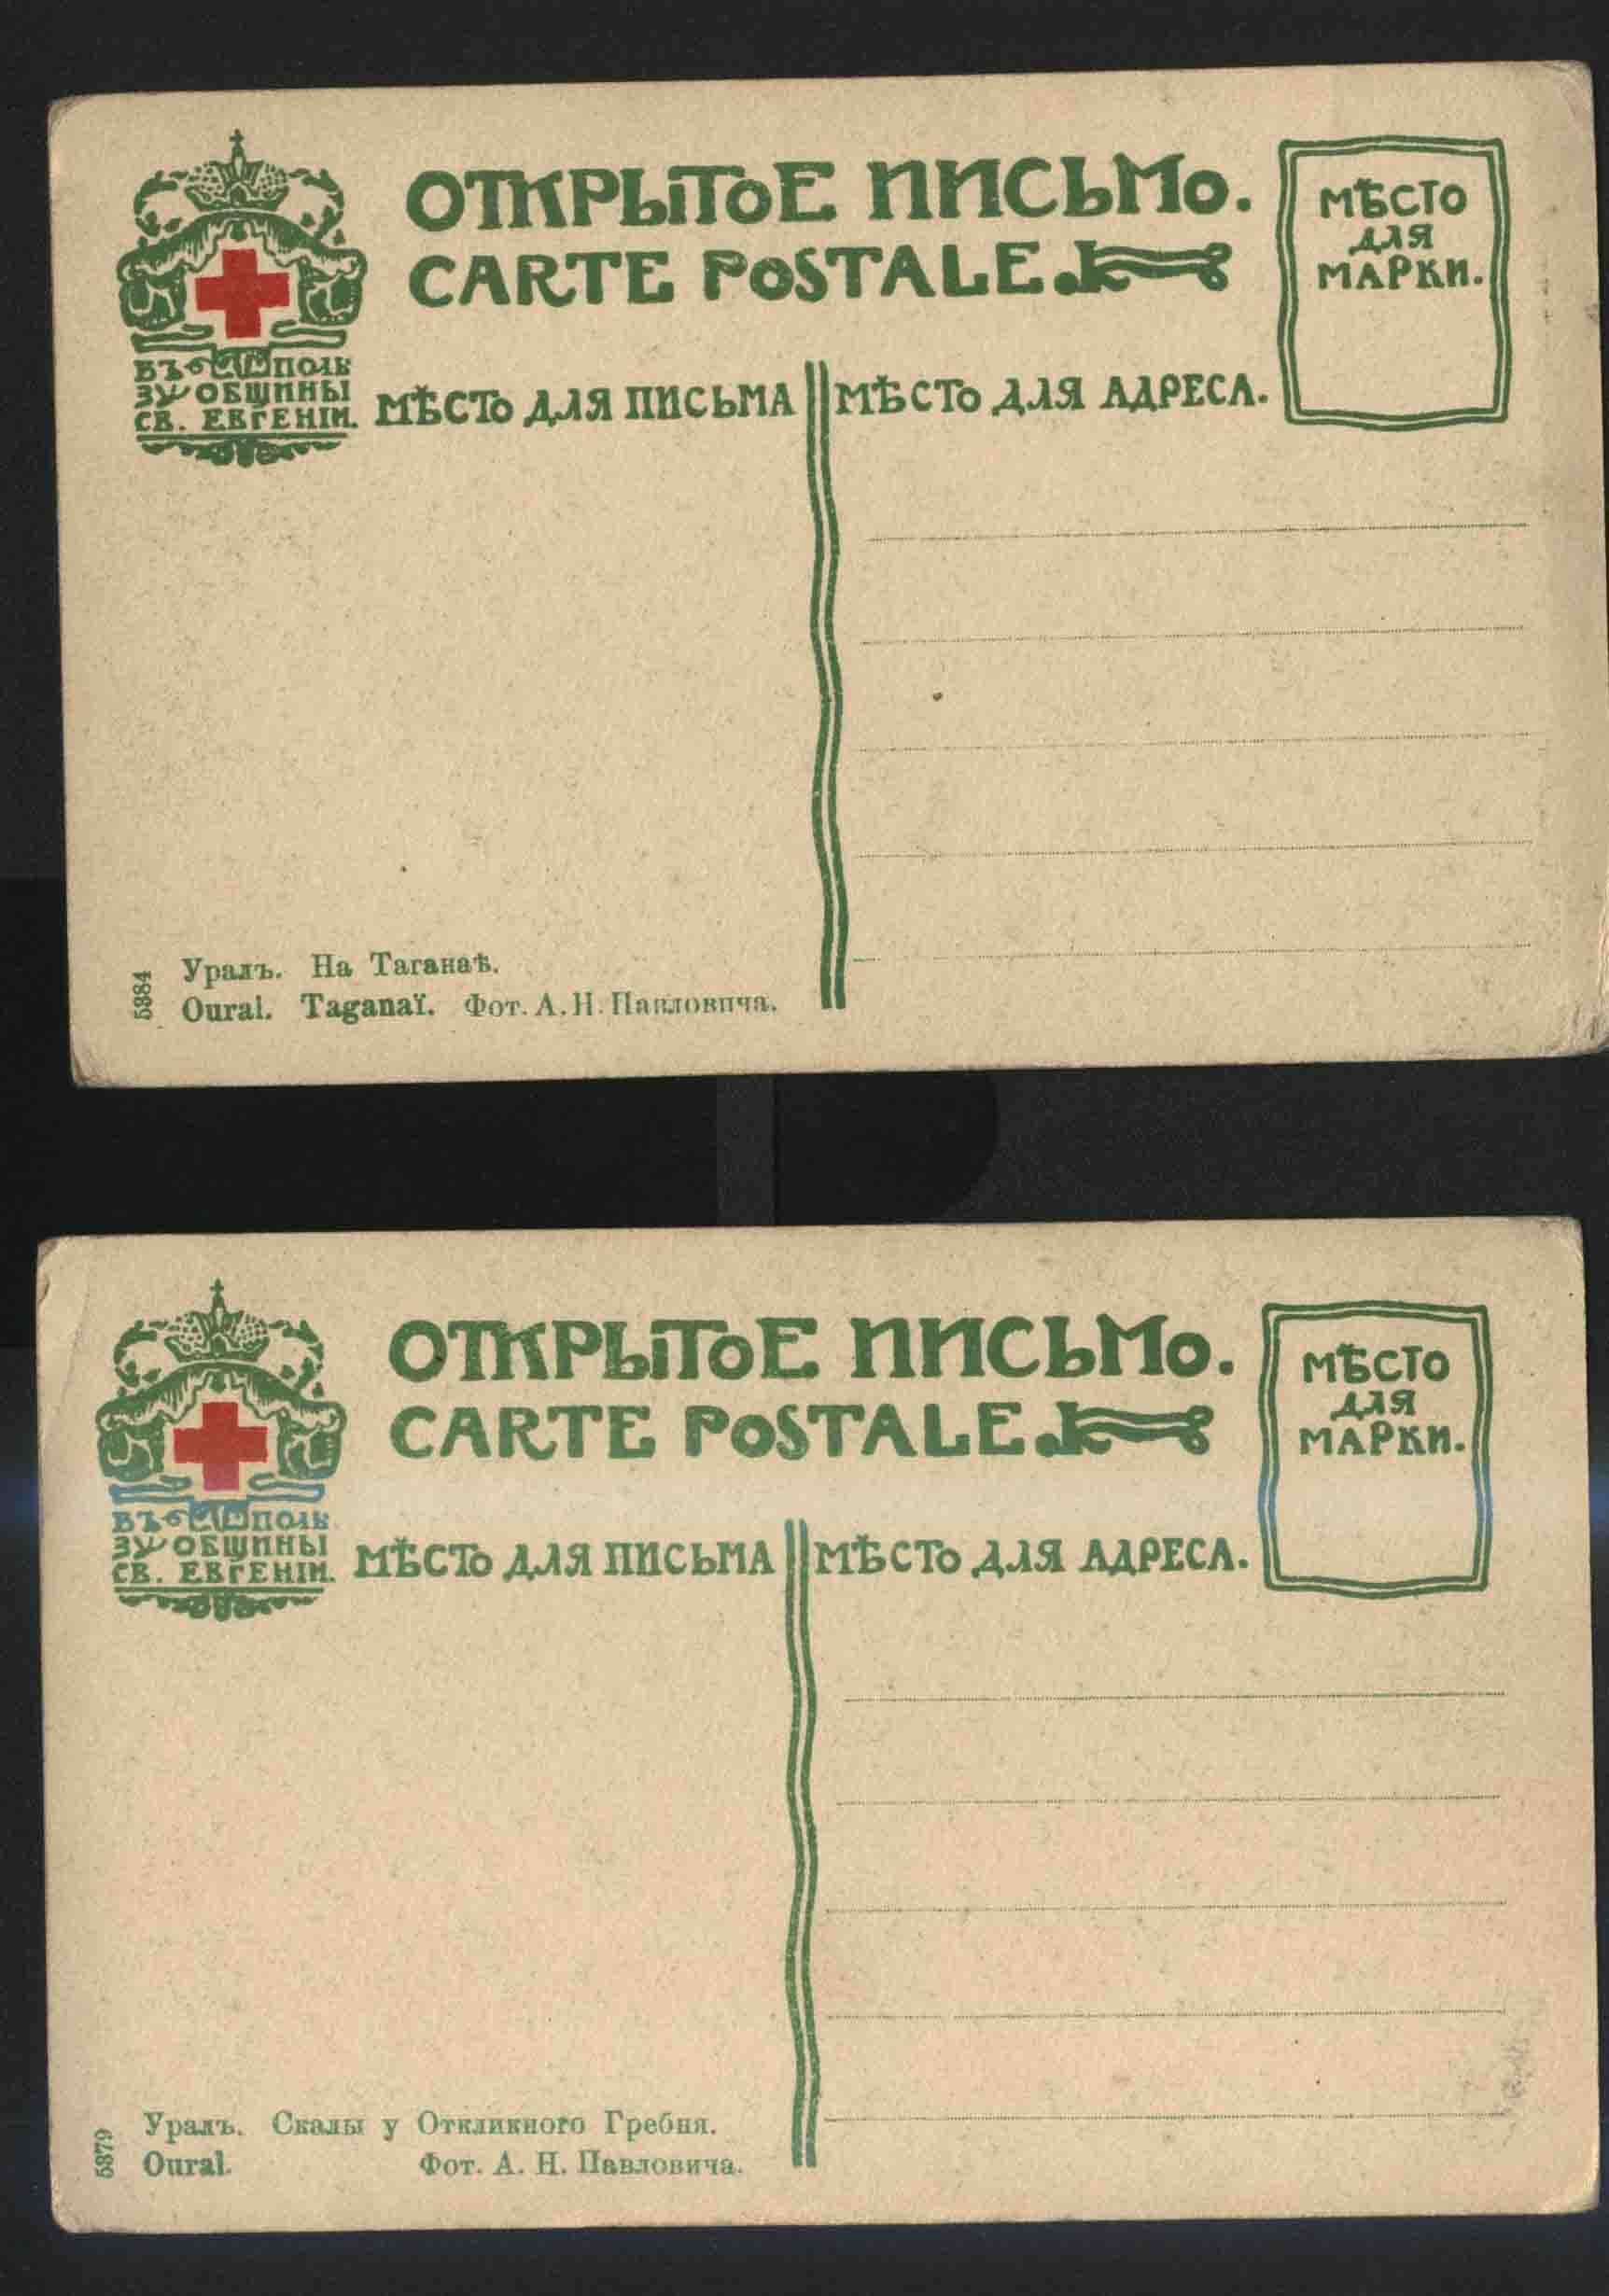 ОТКРЫТОЕ ПИСЬМО.
CARTE POSTALE.
МѢСТО
ДЛЯ
МАРКИ.
ВЪ ПОЛЬ
ЗУ ОБЩИНЫ
СВ. ЕВГЕНІИ.
МѢСТО ДЛЯ ПИСЬМА
МѢСТО ДЛЯ АДРЕСА.
5384
Уралъ. На Таганаѣ.
Oural. Taganaï. Фот. А. Н. Павловича.
ОТКРЫТОЕ ПИСЬМО.
CARTE POSTALE.
МѢСТО
ДЛЯ
МАРКИ.
ВЪ ПОЛЬ
ЗУ ОБЩИНЫ
СВ. ЕВГЕНІИ.
МѢСТО ДЛЯ ПИСЬМА
МѢСТО ДЛЯ АДРЕСА.
5379
Уралъ. Скалы у Откликного Гребня.
Oural. Фот. А. Н. Павловича.